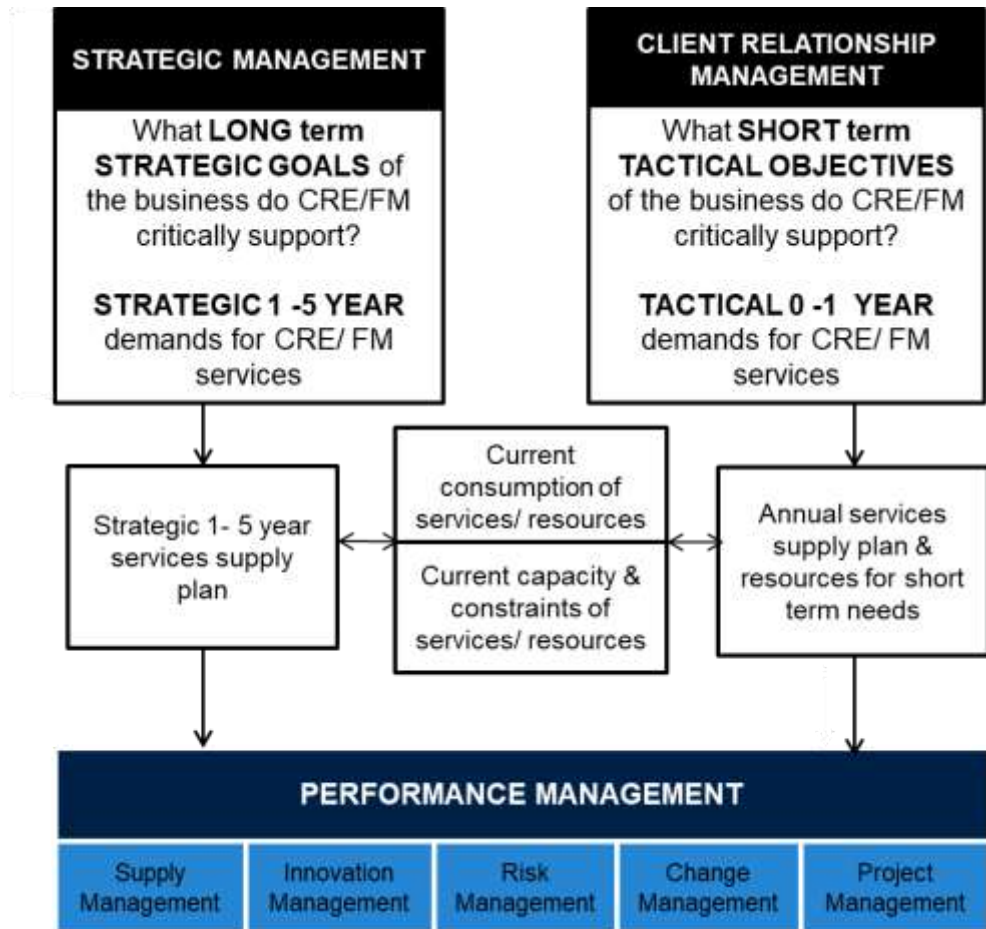 STRATEGIC MANAGEMENT
What LONG term
STRATEGIC GOALS of
the business do CRE/FM
critically support?
STRATEGIC 1 -5 YEAR
demands for CRE/ FM
services
CLIENT RELATIONSHIP
MANAGEMENT
What SHORT term
TACTICAL OBJECTIVES
of the business do CRE/FM
critically support?
TACTICAL 0 -1 YEAR
demands for CRE/ FM
services
Strategic 1- 5 year
services supply
plan
Current
consumption of
services/ resources
Current capacity &
constraints of
services/ resources
Annual services
supply plan &
resources for short
term needs
PERFORMANCE MANAGEMENT
Supply
Management
Innovation
Management
Risk
Management
Change
Management
Project
Management